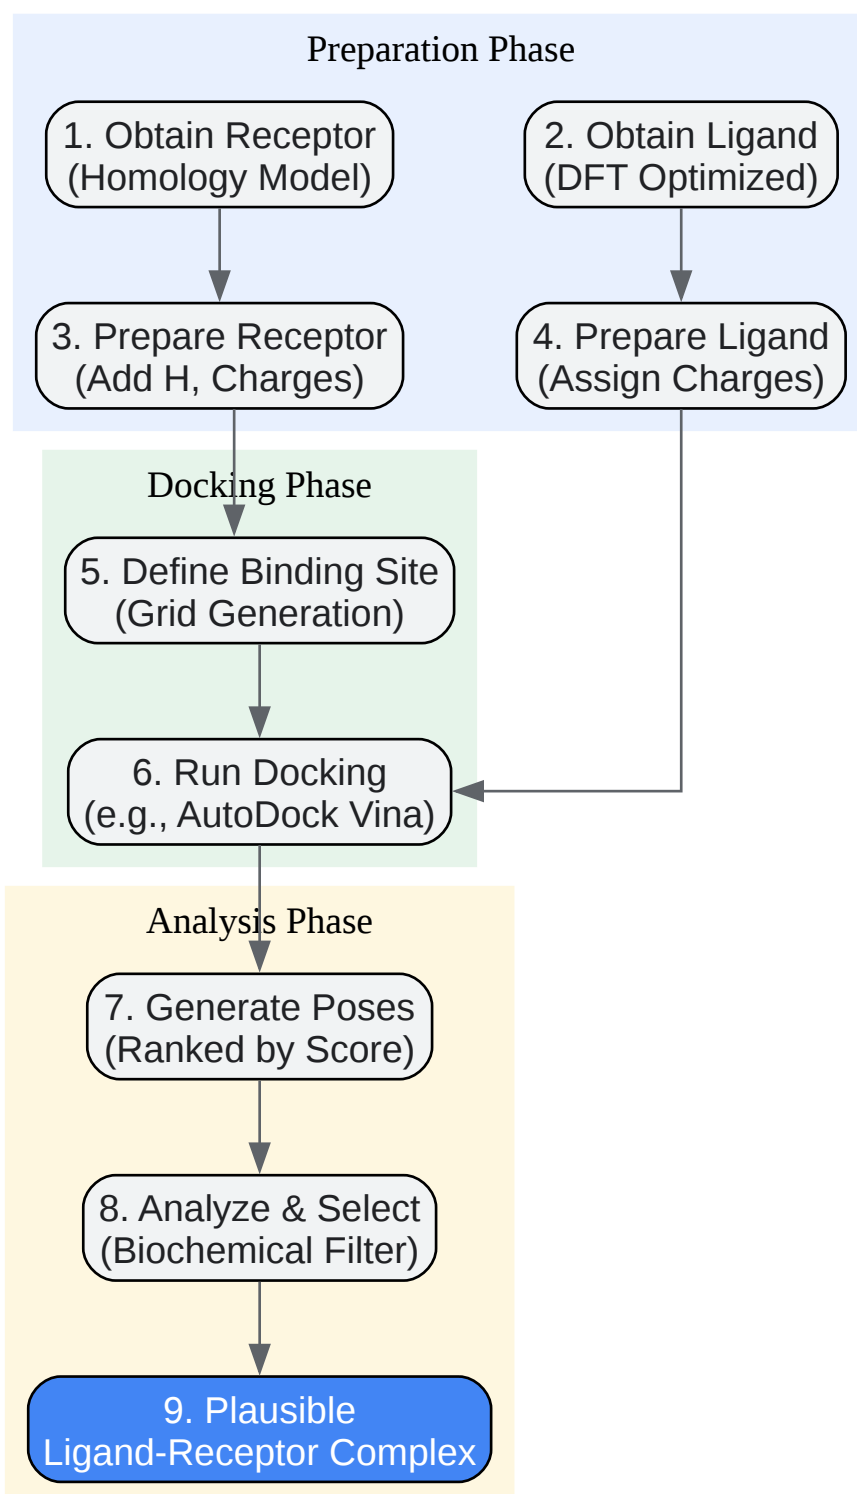 Preparation Phase
1. Obtain Receptor
(Homology Model)
2. Obtain Ligand
(DFT Optimized)
3. Prepare Receptor
(Add H, Charges)
4. Prepare Ligand
(Assign Charges)
Docking Phase
5. Define Binding Site
(Grid Generation)
6. Run Docking
(e.g., AutoDock Vina)
Analysis Phase
7. Generate Poses
(Ranked by Score)
8. Analyze & Select
(Biochemical Filter)
9. Plausible
Ligand-Receptor Complex